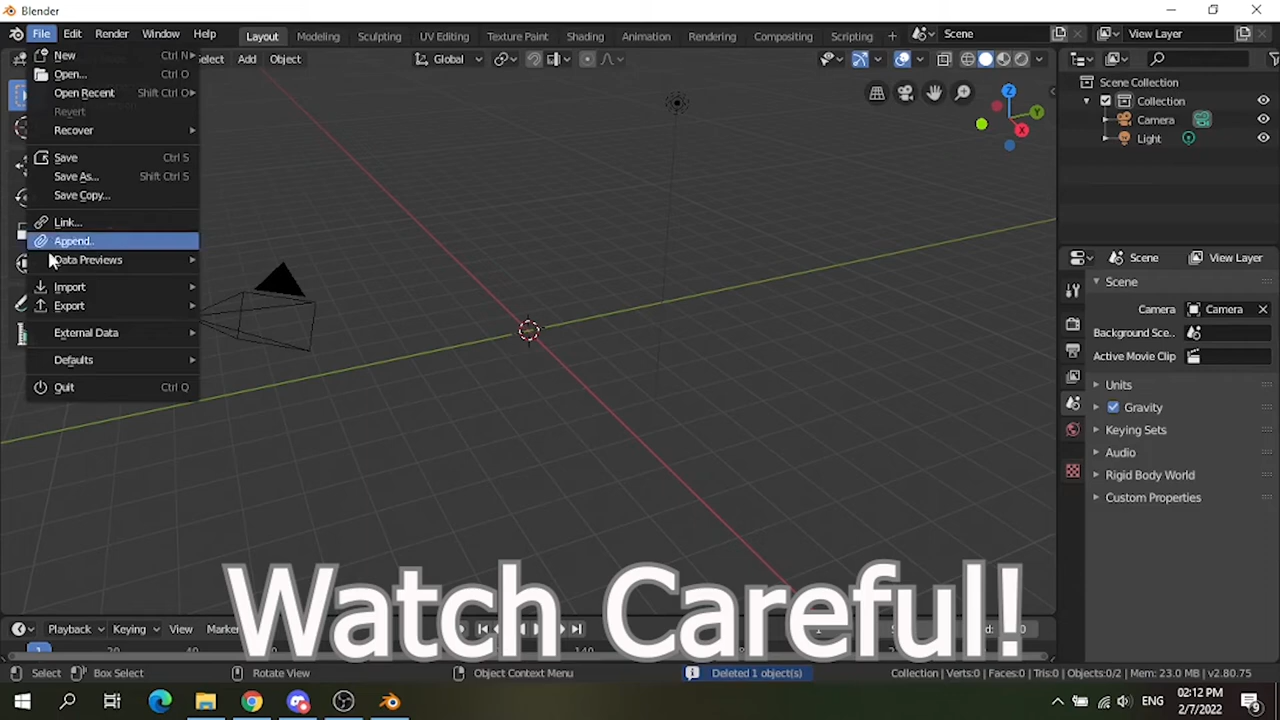 Blender
File Edit Render Window Help Layout Modeling Sculpting UV Editing Texture Paint Shading Animation Rendering Compositing Scripting + Scene View Layer
New Ctrl N
Open... Ctrl O
Open Recent Shift Ctrl O
Revert
Recover
Save Ctrl S
Save As... Shift Ctrl S
Save Copy...
Link...
Append..
Data Previews
Import
Export
External Data
Defaults
Quit Ctrl Q
elect Add Object Global
Z
Y
X
Scene Collection
Collection
Camera
Light
Scene View Layer
Scene
Camera Camera
Background Sce..
Active Movie Clip
Units
Gravity
Keying Sets
Audio
Rigid Body World
Custom Properties
Watch Careful!
Playback Keying View Marker
1 140
Select Box Select Rotate View Object Context Menu Deleted 1 object(s) Collection | Verts:0 | Faces:0 | Tris:0 | Objects:0/2 | Mem: 23.0 MB | v2.80.75
ENG 02:12 PM
2/7/2022
9